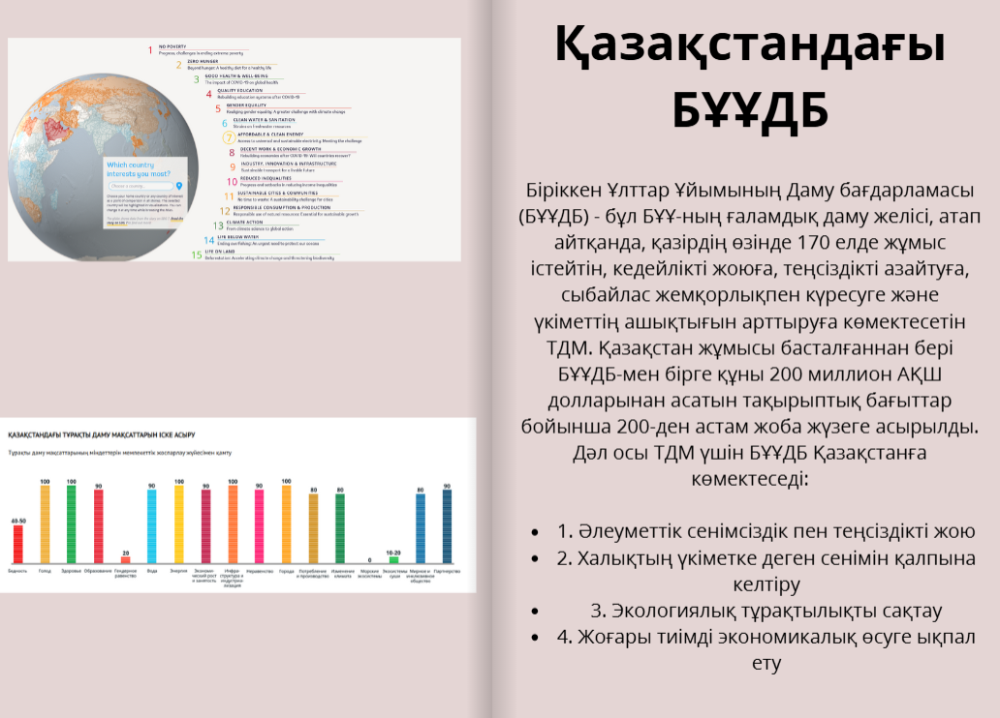 1 NO POVERTY
Progress, challenges in ending extreme poverty
2 ZERO HUNGER
Beyond hunger: A healthy diet for a healthy life
3 GOOD HEALTH & WELL-BEING
The impact of COVID-19 on global health
4 QUALITY EDUCATION
Rebuilding education systems after COVID-19
5 GENDER EQUALITY
Realizing gender equality: A greater challenge with climate change
6 CLEAN WATER & SANITATION
Strains on freshwater resources
7 AFFORDABLE & CLEAN ENERGY
Access to universal and sustainable electricity: Meeting the challenge
8 DECENT WORK & ECONOMIC GROWTH
Rebuilding economies after COVID-19: Will countries recover?
9 INDUSTRY, INNOVATION & INFRASTRUCTURE
Sustainable transport for a livable future
10 REDUCED INEQUALITIES
Progress and setbacks in reducing income inequalities
11 SUSTAINABLE CITIES & COMMUNITIES
No time to waste: A sustainability challenge for cities
12 RESPONSIBLE CONSUMPTION & PRODUCTION
Responsible use of natural resources: Essential for sustainable growth
13 CLIMATE ACTION
From climate science to global action
14 LIFE BELOW WATER
Ending overfishing: An urgent need to protect our oceans
15 LIFE ON LAND
Deforestation: Accelerating climate change and threatening biodiversity
Which country
interests you most?
ҚАЗАҚСТАНДАҒЫ ТҰРАҚТЫ ДАМУ МАҚСАТТАРЫН ІСКЕ АСЫРУ
Тұрақты даму мақсаттарының міндеттерін мемлекеттік жоспарлау жүйесімен қамту
40-50 100 100 90 20 90 100 90 100 90 100 80 80 0 10-20 80 90
Бедность Голод Здоровье Образование Гендерное равенство Вода Энергия Экономический рост и занятость Инфраструктура и индустриализация Неравенство Города Потребление и производство Изменение климата Морские экосистемы Экосистемы суши Мирное и инклюзивное общество Партнерство
Қазақстандағы
БҰҰДБ
Біріккен Ұлттар Ұйымының Даму бағдарламасы
(БҰҰДБ) - бұл БҰҰ-ның ғаламдық даму желісі, атап
айтқанда, қазірдің өзінде 170 елде жұмыс
істейтін, кедейлікті жоюға, теңсіздікті азайтуға,
сыбайлас жемқорлықпен күресуге және
үкіметтің ашықтығын арттыруға көмектесетін
ТДМ. Қазақстан жұмысы басталғаннан бері
БҰҰДБ-мен бірге құны 200 миллион АҚШ
долларынан асатын тақырыптық бағыттар
бойынша 200-ден астам жоба жүзеге асырылды.
Дәл осы ТДМ үшін БҰҰДБ Қазақстанға
көмектеседі:
• 1. Әлеуметтік сенімсіздік пен теңсіздікті жою
• 2. Халықтың үкіметке деген сенімін қалпына
келтіру
• 3. Экологиялық тұрақтылықты сақтау
• 4. Жоғары тиімді экономикалық өсуге ықпал
ету